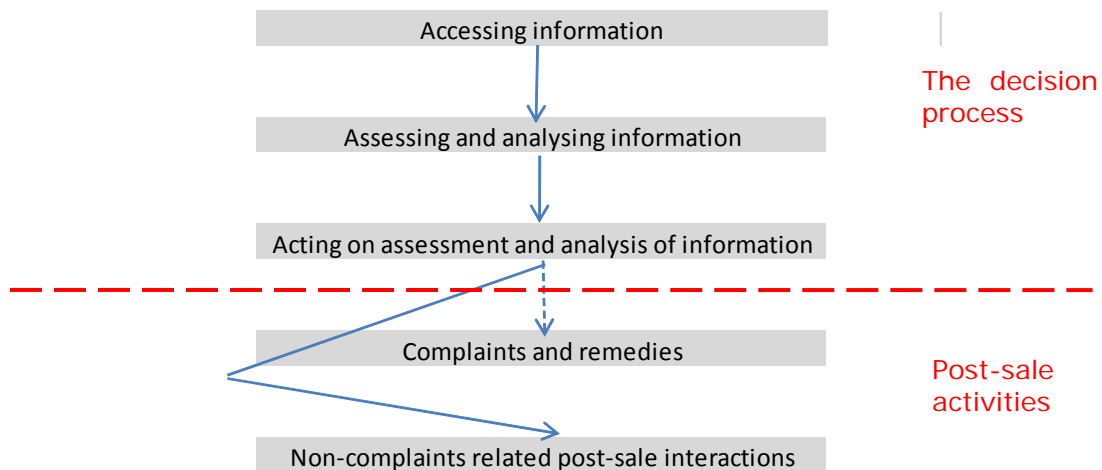 Accessing information
The decision
process
Assessing and analysing information
Acting on assessment and analysis of information
Complaints and remedies
Post-sale
activities
Non-complaints related post-sale interactions